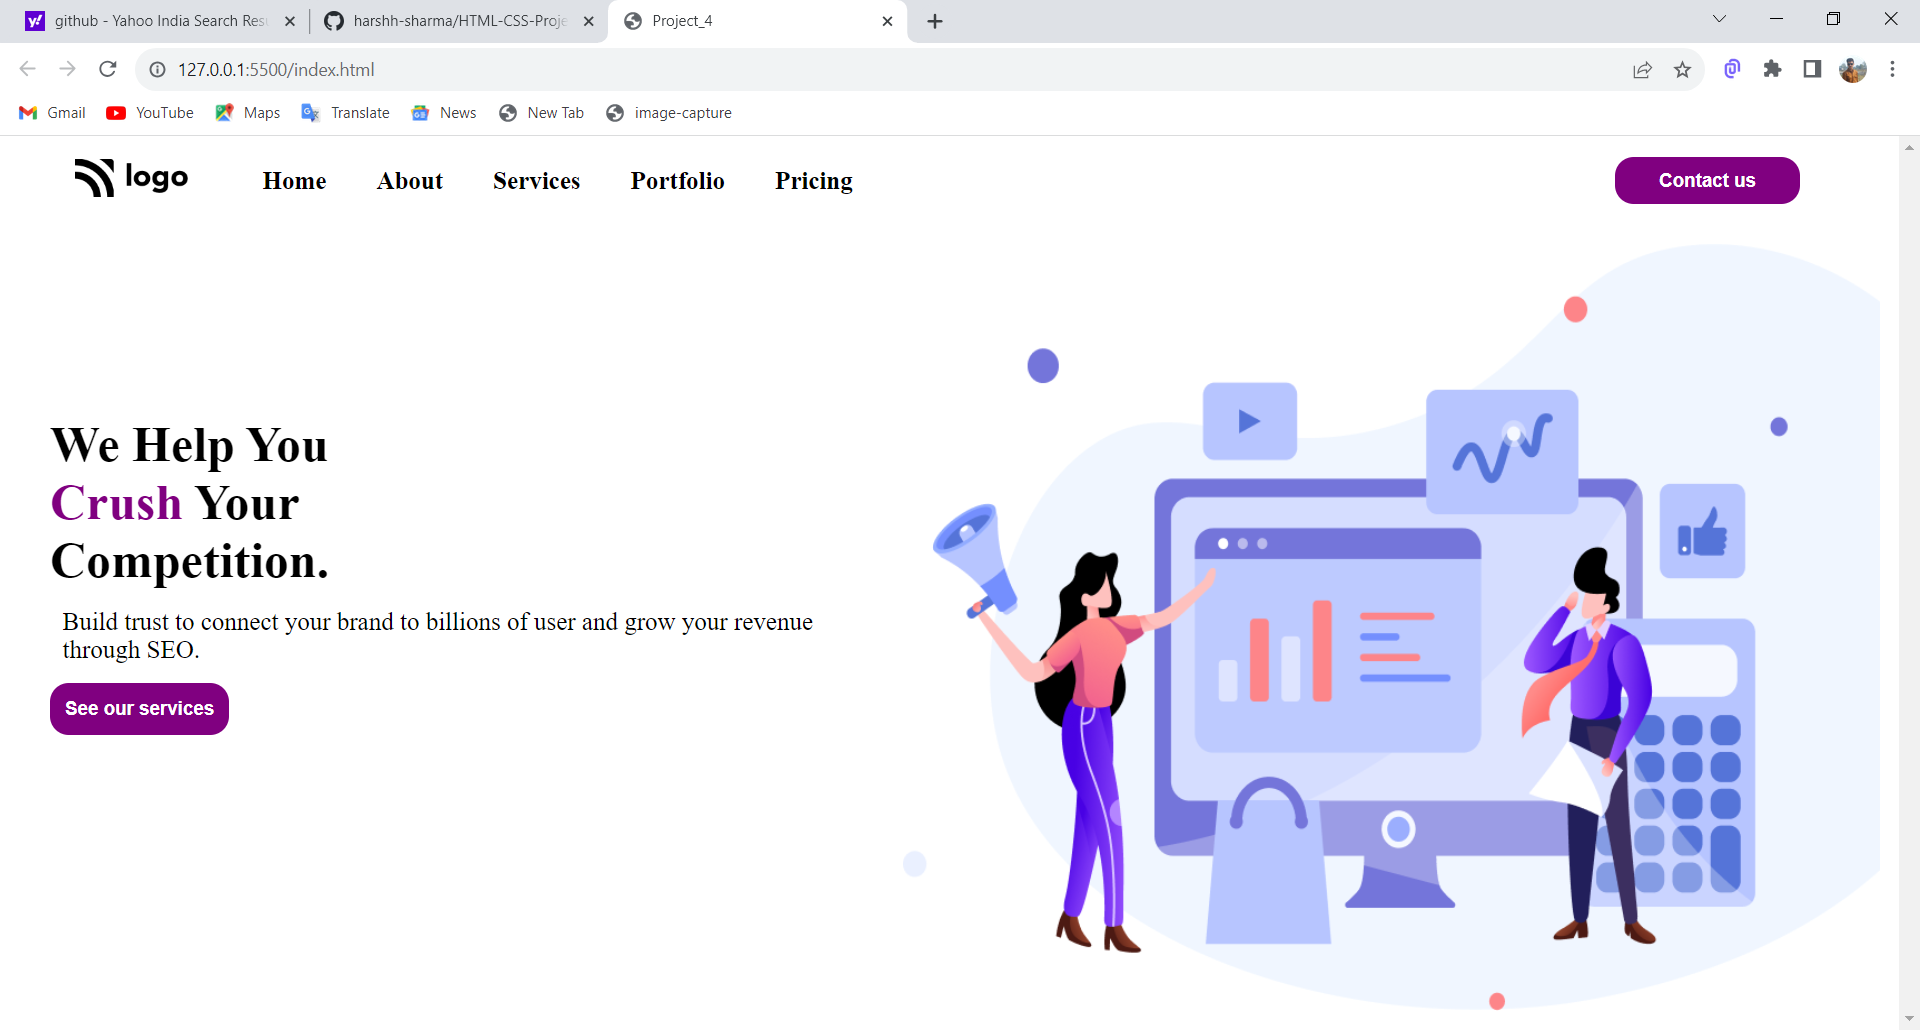 github - Yahoo India Search Res
harshh-sharma/HTML-CSS-Proje
Project_4
127.0.0.1:5500/index.html
Gmail
YouTube
Maps
Translate
News
New Tab
image-capture
logo
Home
About
Services
Portfolio
Pricing
Contact us
We Help You
Crush Your
Competition.
Build trust to connect your brand to billions of user and grow your revenue
through SEO.
See our services